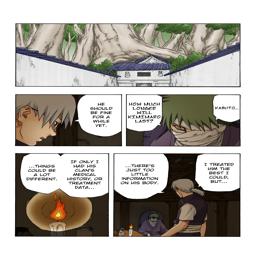 KABUTO...
HOW MUCH
LONGER
WILL
KIMIMARO
LAST?
HE
SHOULD BE
FINE FOR
A WHILE
YET.
I TREATED
HIM THE
BEST I
COULD,
BUT...
...THERE'S
JUST TOO
LITTLE
INFORMATION
ON HIS BODY.
IF ONLY I
HAD HIS
CLAN'S
MEDICAL
HISTORY, OR
TREATMENT
DATA...
...THINGS
COULD BE
A LOT
DIFFERENT.